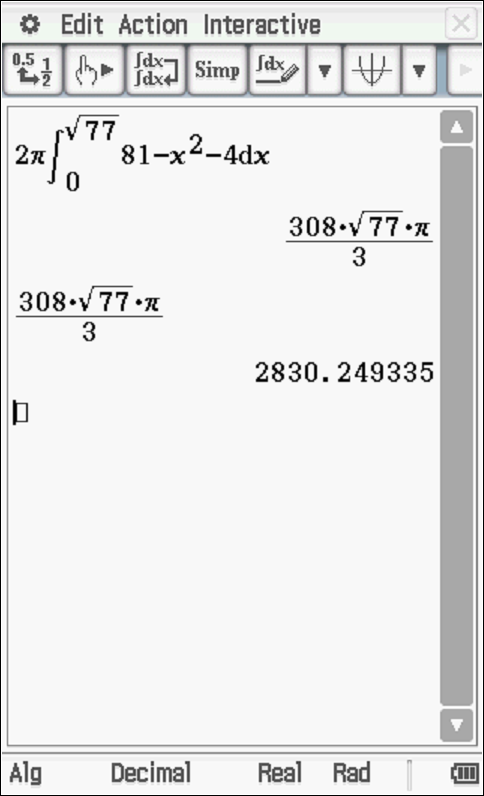 Edit Action Interactive
0.5 1/2 ∫dx ∫dx Simp ∫dx
2π∫₀^√77 81−x²−4dx
308·√77·π/3
308·√77·π/3
2830.249335
Alg Decimal Real Rad